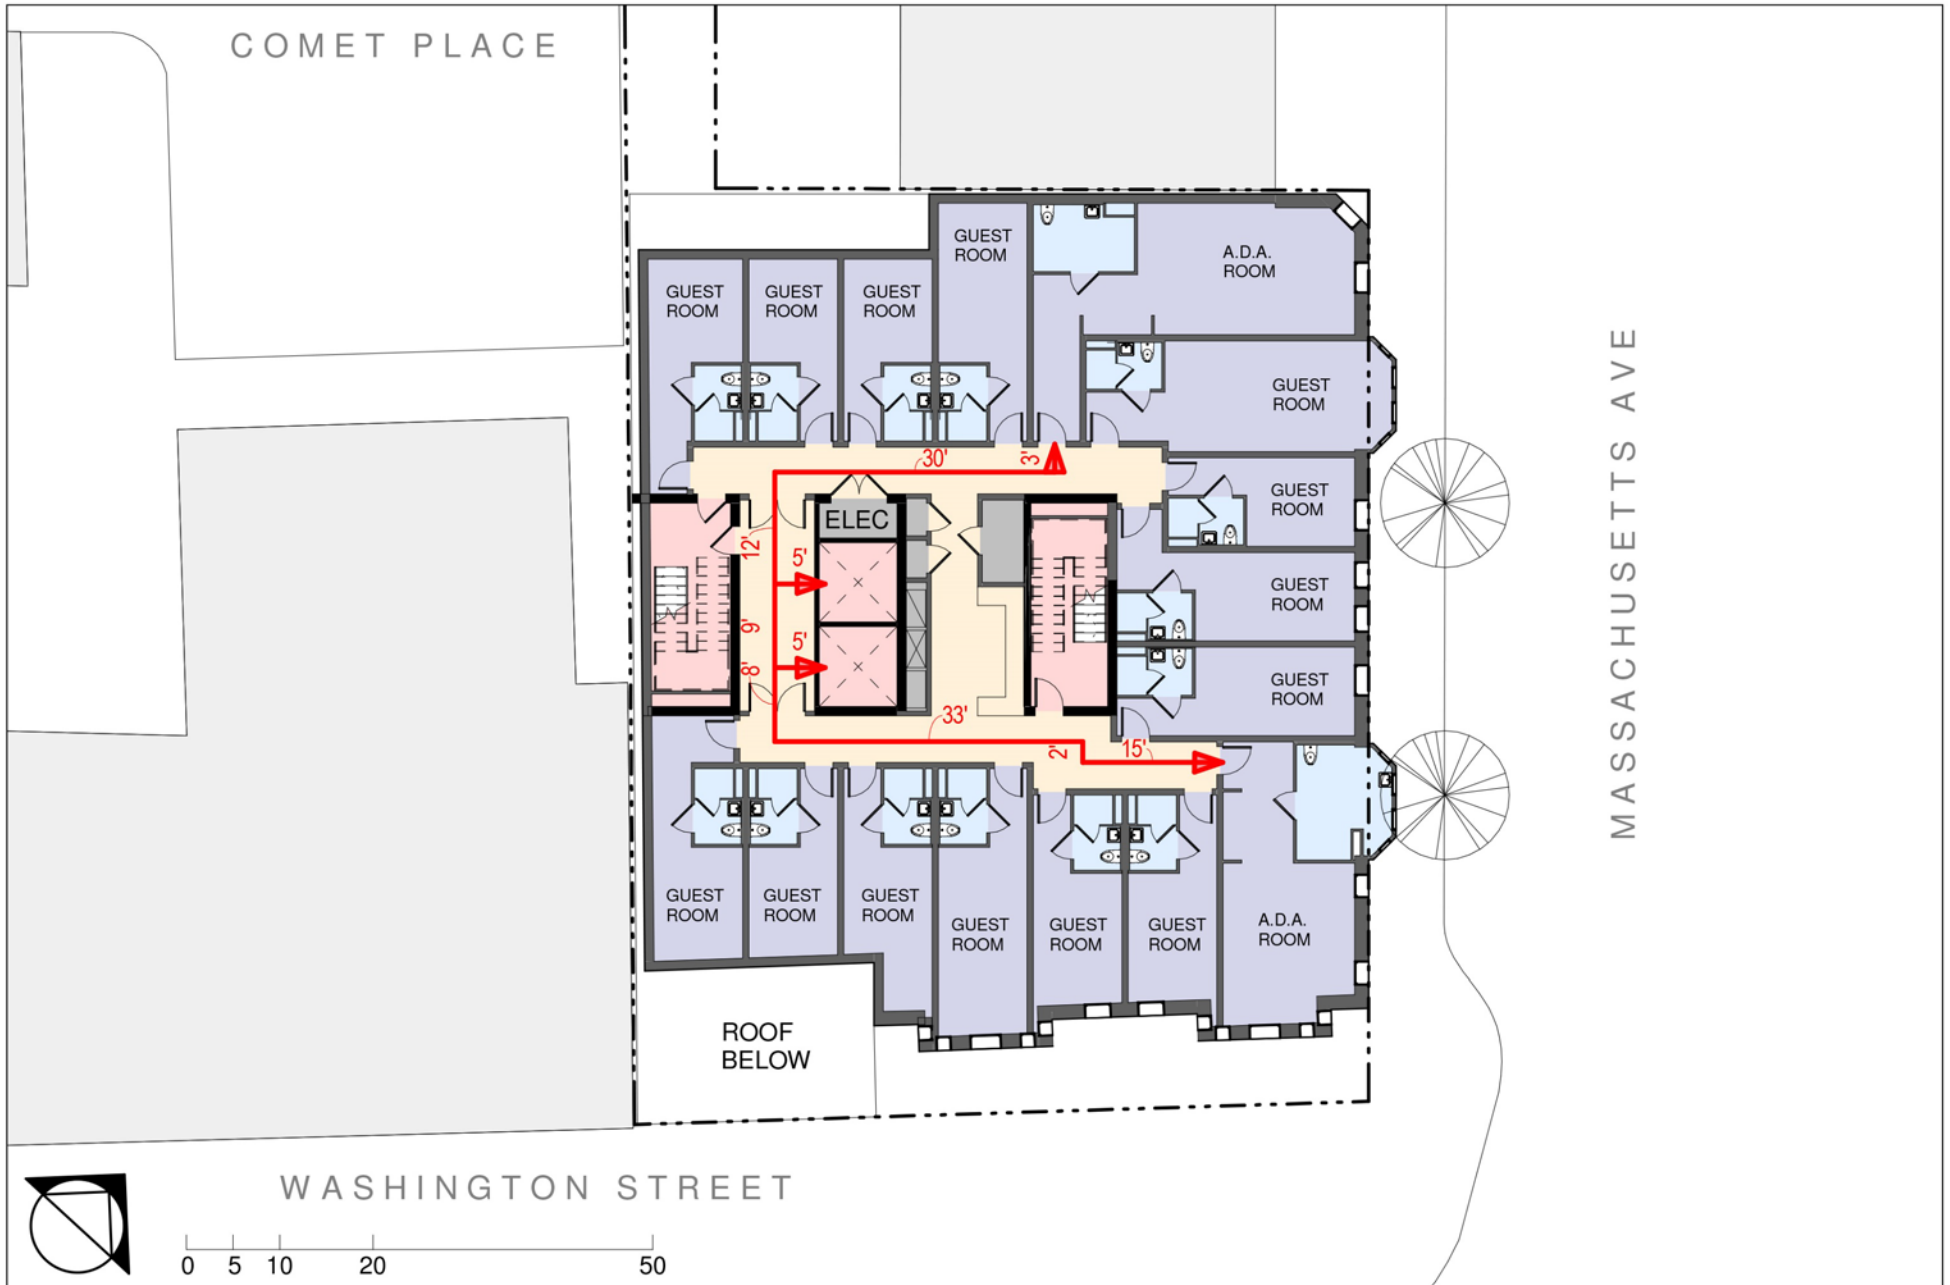 COMET PLACE
GUEST
ROOM
A.D.A.
ROOM
GUEST
ROOM
GUEST
ROOM
GUEST
ROOM
GUEST
ROOM
MASSACHUSETTS AVE
30'
3'
GUEST
ROOM
ELEC
12'
5'
GUEST
ROOM
9'
5'
8'
GUEST
ROOM
33'
2'
15'
GUEST
ROOM
GUEST
ROOM
GUEST
ROOM
GUEST
ROOM
GUEST
ROOM
GUEST
ROOM
A.D.A.
ROOM
ROOF
BELOW
WASHINGTON STREET
0 5 10 20 50